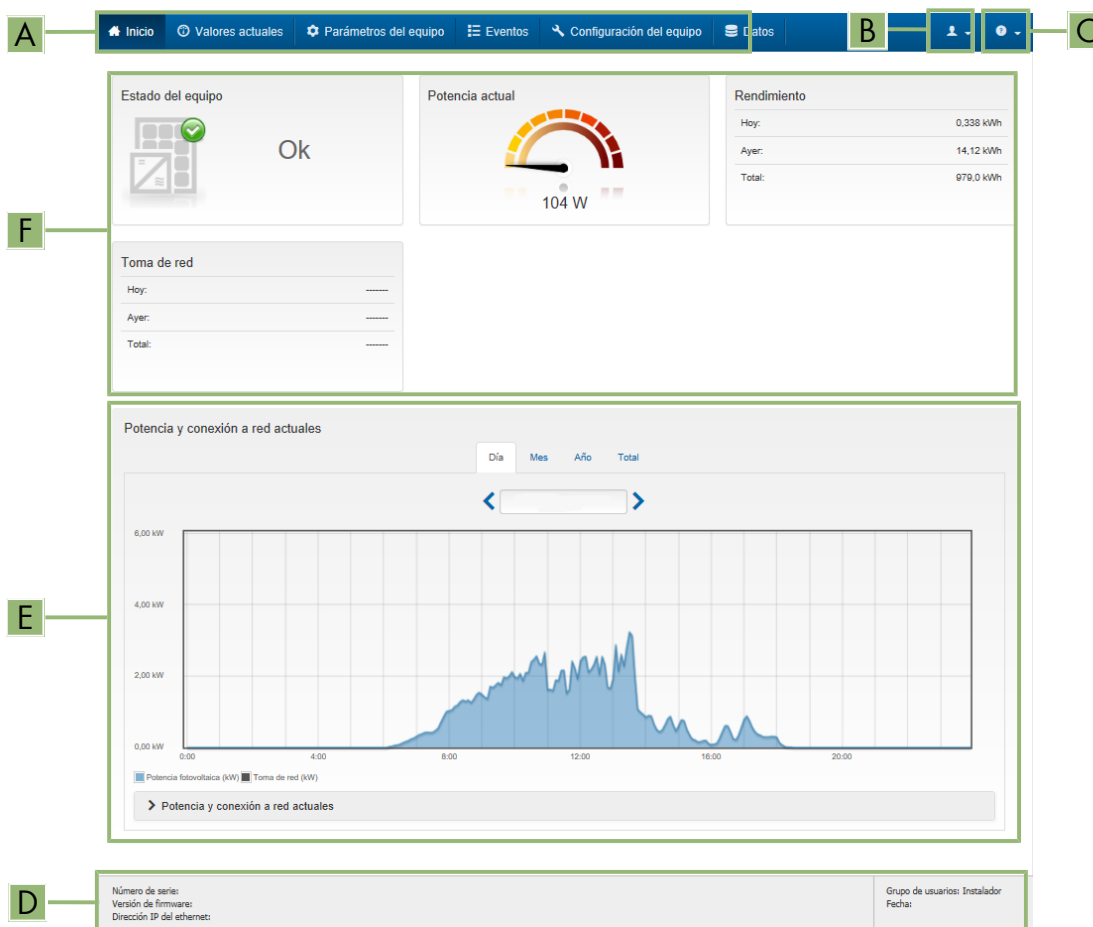 A
Inicio Valores actuales Parámetros del equipo Eventos Configuración del equipo Datos
B
C
F
Estado del equipo
Ok
Potencia actual
104 W
Rendimiento
Hoy: 0,338 kWh
Ayer: 14,12 kWh
Total: 979,0 kWh
Toma de red
Hoy: -------
Ayer: -------
Total: -------
E
Potencia y conexión a red actuales
Día Mes Año Total
6,00 kW
4,00 kW
2,00 kW
0,00 kW
0:00 4:00 8:00 12:00 16:00 20:00
Potencia fotovoltaica (kW) Toma de red (kW)
Potencia y conexión a red actuales
D
Número de serie:
Versión de firmware:
Dirección IP del ethernet:
Grupo de usuarios: Instalador
Fecha: